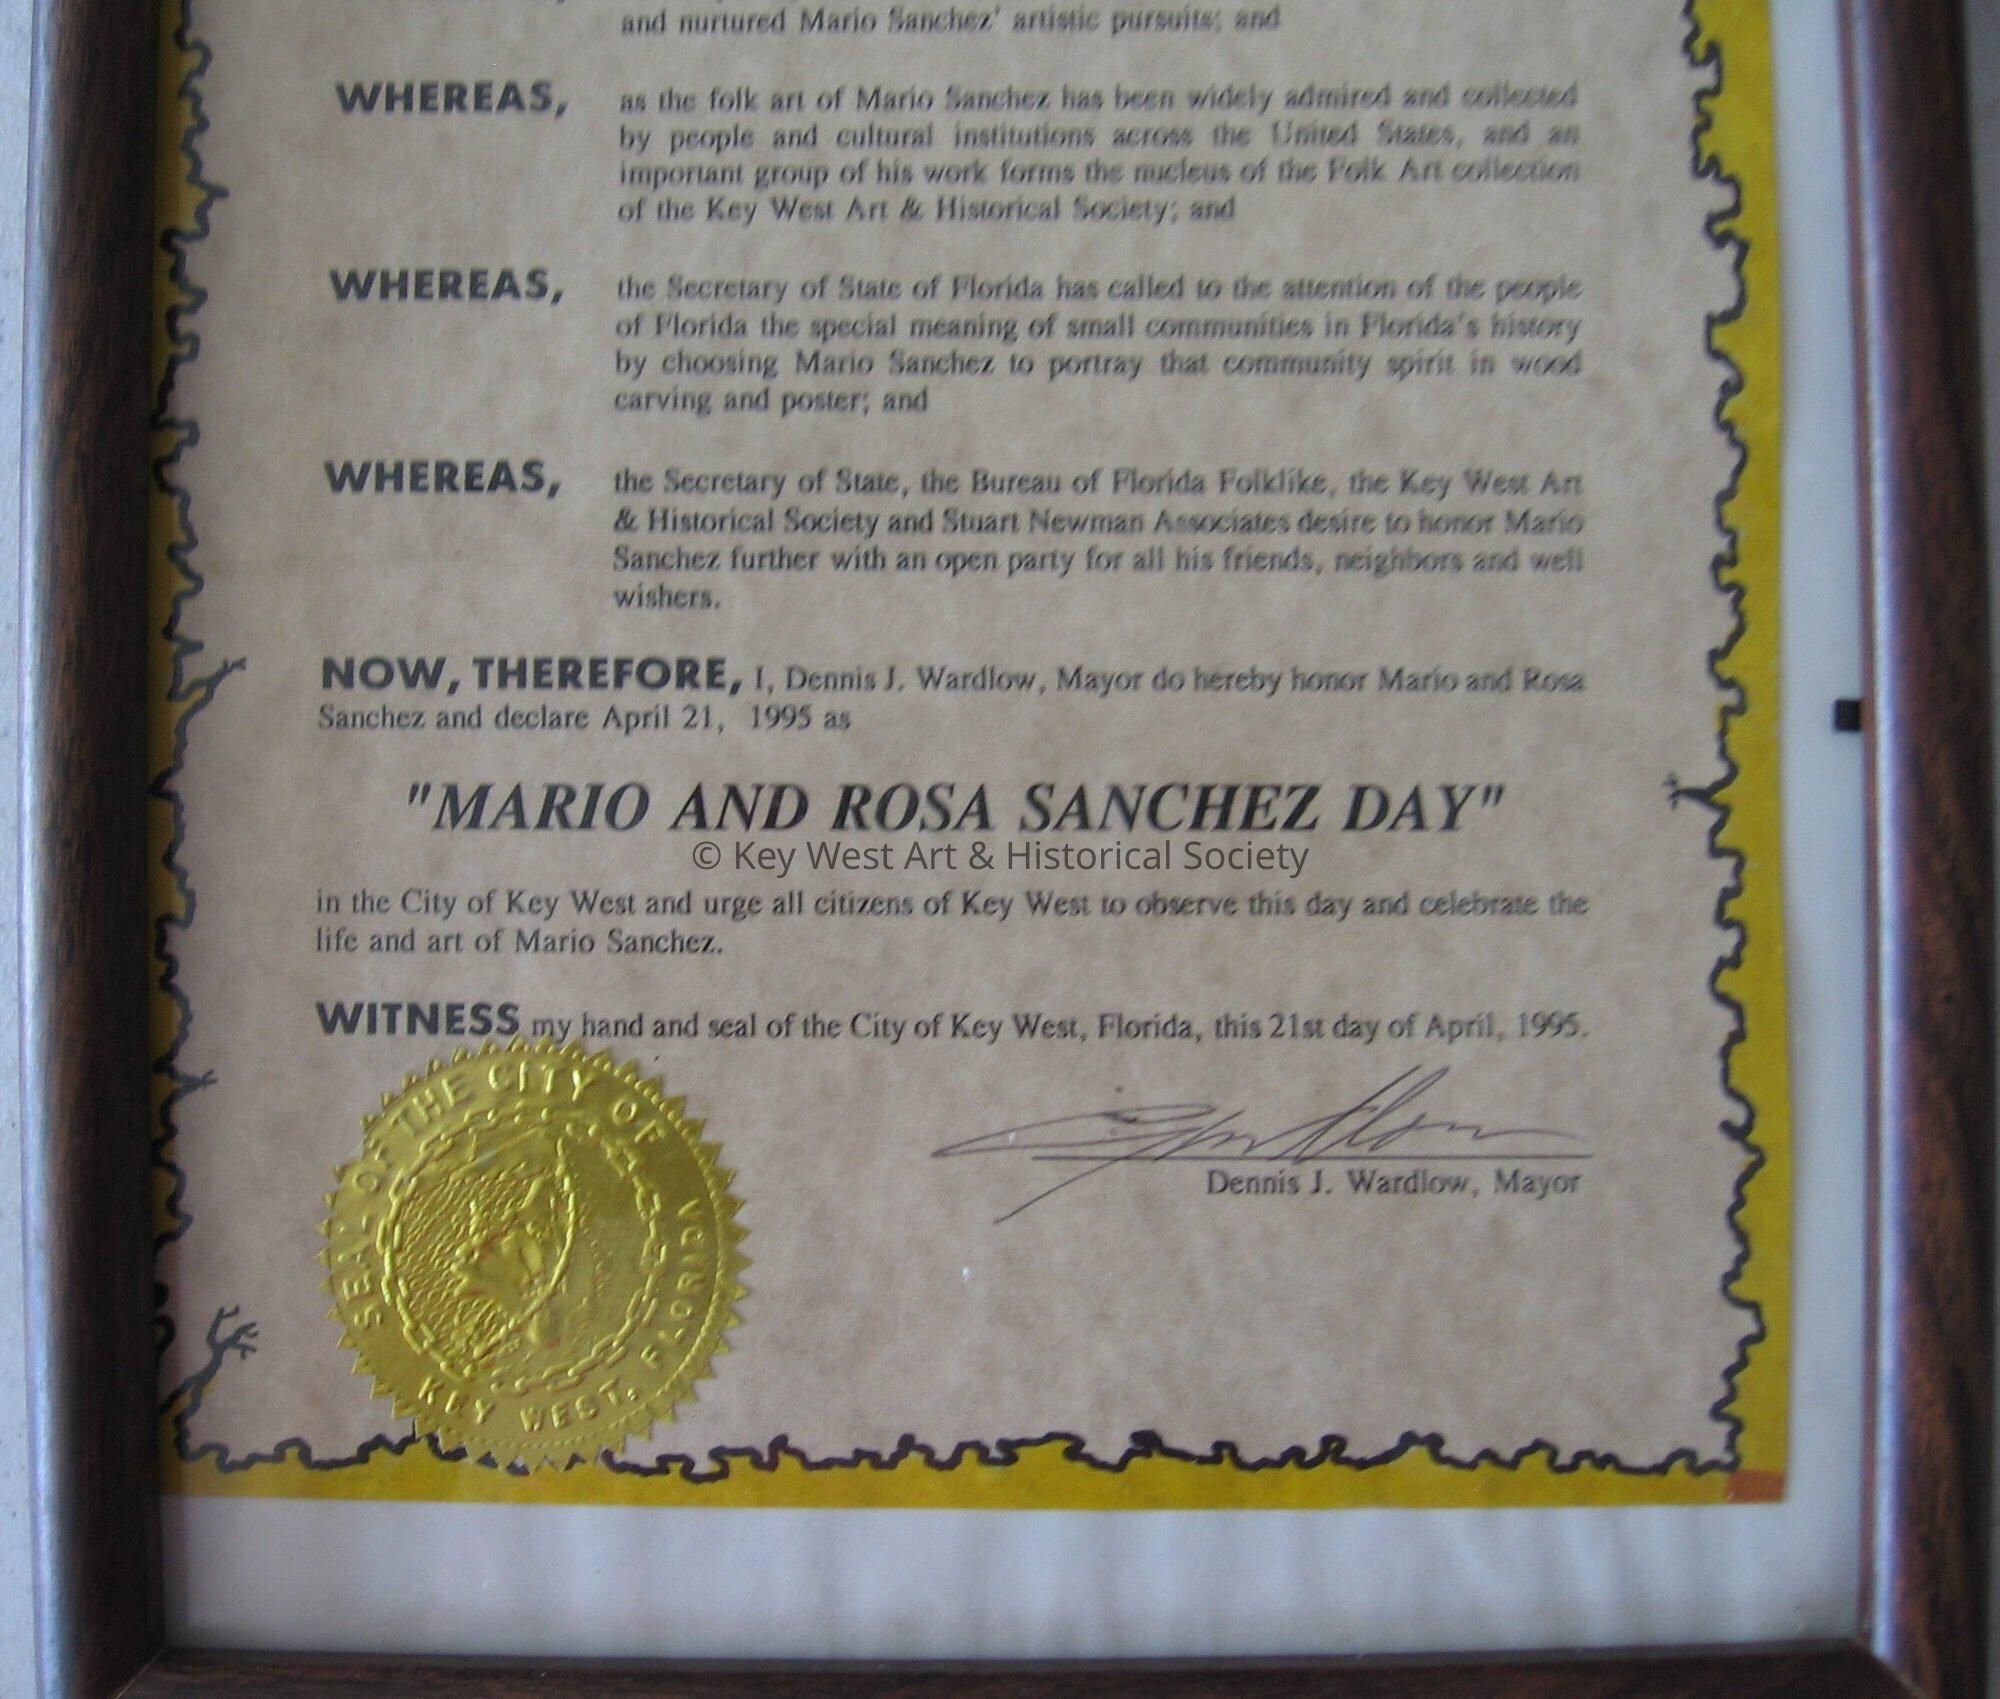 and nurtured Mario Sanchez' artistic pursuits; and
WHEREAS, as the folk art of Mario Sanchez has been widely admired and collected
by people and cultural institutions across the United States, and an
important group of his work forms the nucleus of the Folk Art collection
of the Key West Art & Historical Society; and
WHEREAS, the Secretary of State of Florida has called to the attention of the people
of Florida the special meaning of small communities in Florida's history
by choosing Mario Sanchez to portray that community spirit in wood
carving and poster; and
WHEREAS, the Secretary of State, the Bureau of Florida Folklike, the Key West Art
& Historical Society and Stuart Newman Associates desire to honor Mario
Sanchez further with an open party for all his friends, neighbors and well
wishers.
NOW, THEREFORE, I, Dennis J. Wardlow, Mayor do hereby honor Mario and Rosa
Sanchez and declare April 21, 1995 as
"MARIO AND ROSA SANCHEZ DAY"
© Key West Art & Historical Society
in the City of Key West and urge all citizens of Key West to observe this day and celebrate the
life and art of Mario Sanchez.
WITNESS my hand and seal of the City of Key West, Florida, this 21st day of April, 1995.
Dennis J. Wardlow, Mayor
SEAL OF THE CITY OF
KEY WEST, FLORIDA